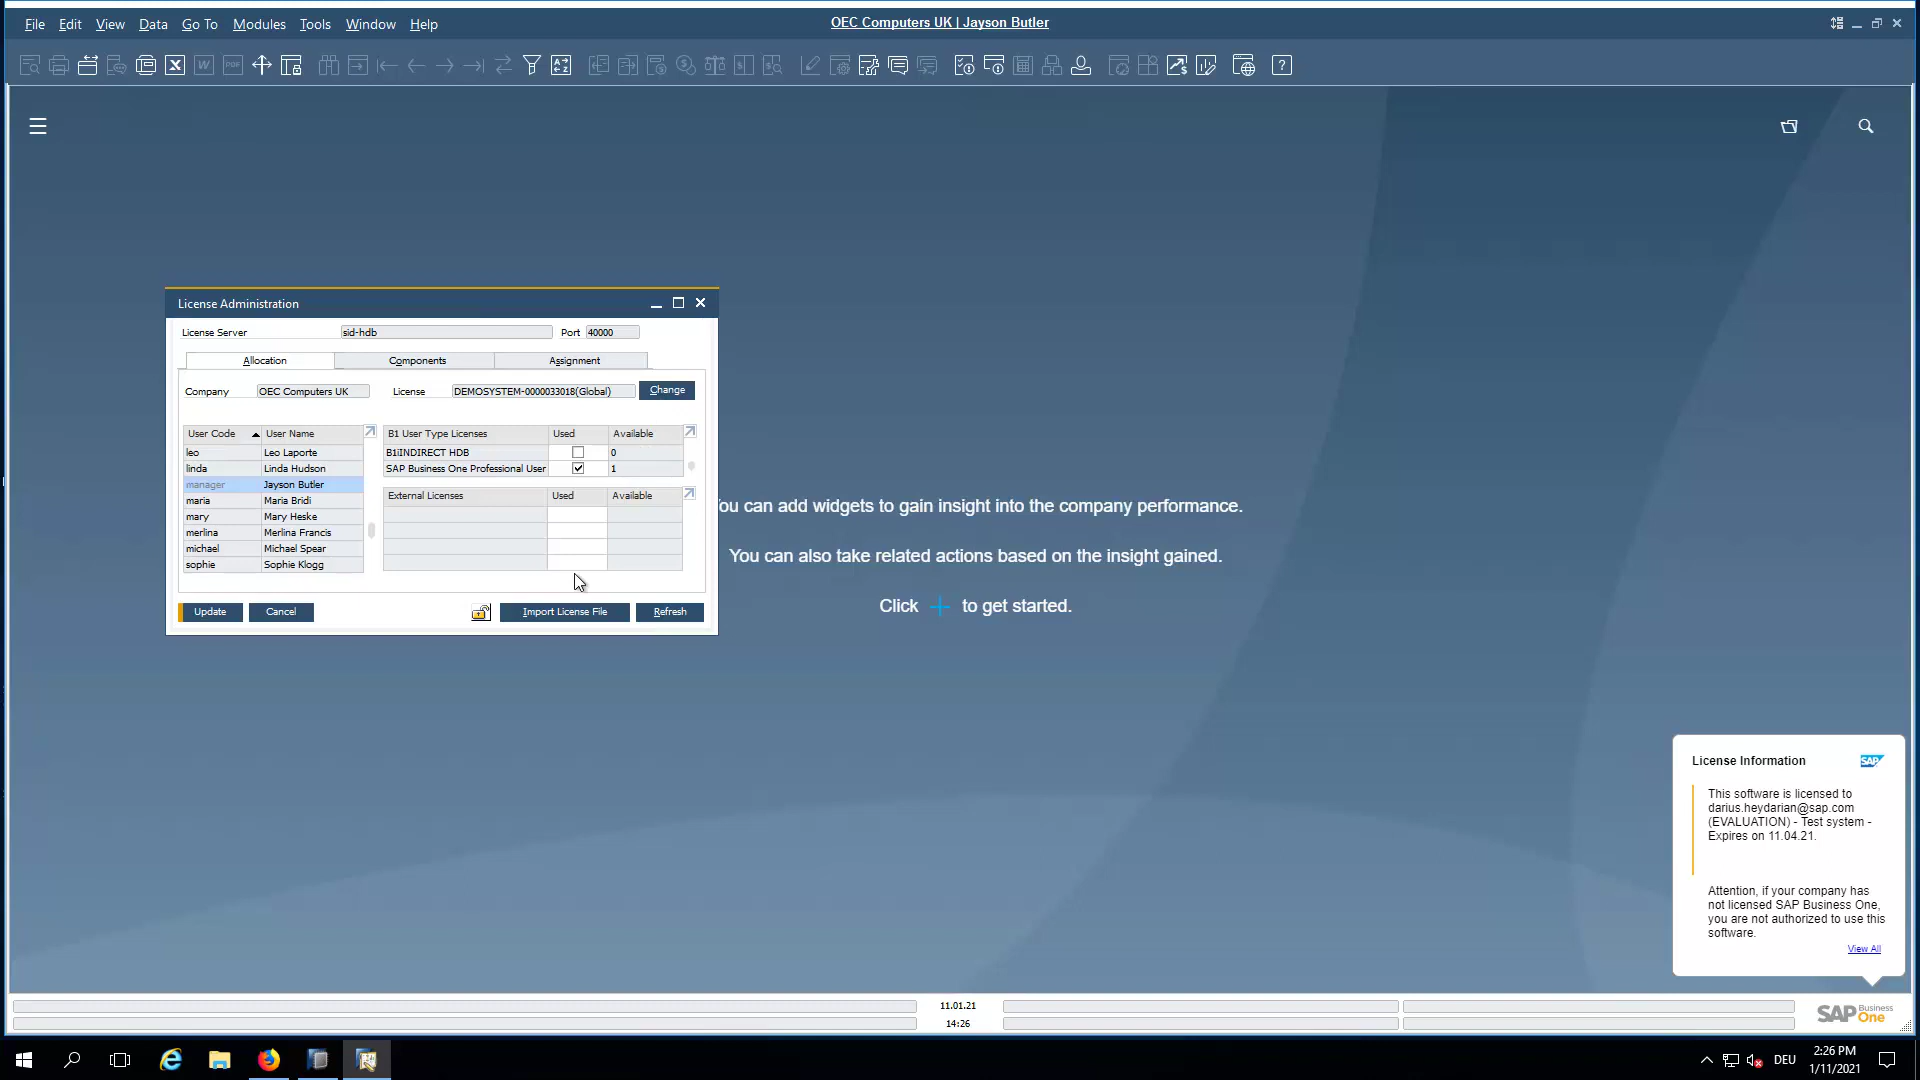 File Edit View Data Go To Modules Tools Window Help
OEC Computers UK | Jayson Butler
License Administration
License Server sid-hdb Port 40000
Allocation Components Assignment
Company OEC Computers UK License DEMOSYSTEM-0000033018(Global) Change
User Code User Name B1 User Type Licenses Used Available
leo Leo Laporte B1iINDIRECT HDB 0
linda Linda Hudson SAP Business One Professional User 1
manager Jayson Butler
External Licenses Used Available
maria Maria Bridi
mary Mary Heske
merlina Merlina Francis
michael Michael Spear
sophie Sophie Klogg
Update Cancel Import License File Refresh
ou can add widgets to gain insight into the company performance.
You can also take related actions based on the insight gained.
Click + to get started.
License Information SAP
This software is licensed to
darius.heydarian@sap.com
(EVALUATION) - Test system -
Expires on 11.04.21.
Attention, if your company has
not licensed SAP Business One,
you are not authorized to use this
software.
View All
11.01.21
14:26
SAP Business One
DEU
2:26 PM
1/11/2021